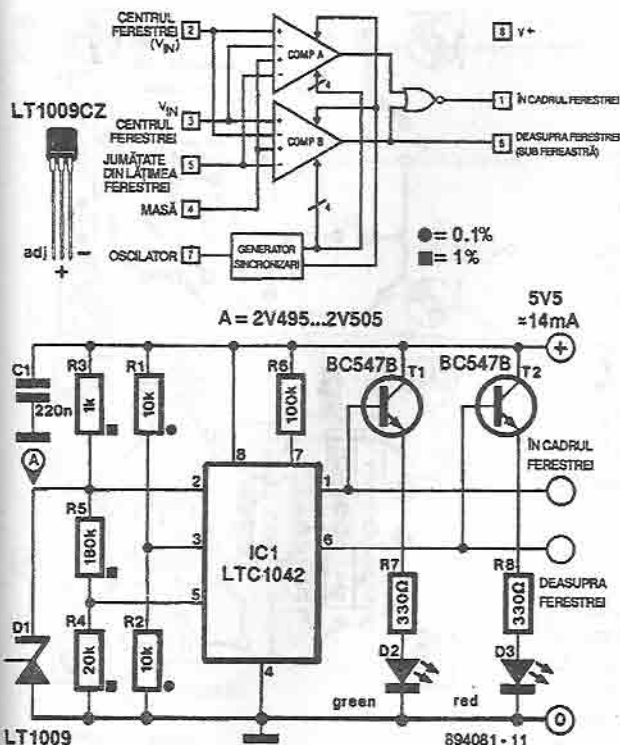 CENTRUL
FERESTREI
(VIN)
2
8
V+
COMP A
4
1
ÎN CADRUL FERESTREI
LT1009CZ
VIN
CENTRUL
FERESTREI
3
COMP B
6
DEASUPRA FERESTREI
(SUB FEREASTRĂ)
JUMĂTATE
DIN LĂȚIMEA
FERESTREI
5
MASĂ
4
4
adj
+
−
OSCILATOR
7
GENERATOR
SINCRONIZARI
● = 0.1%
■ = 1%
A = 2V495...2V505
5V5
≈14mA
C1
220n
R3
1k
R1
10k
R6
100k
BC547B
T1
BC547B
T2
+
A
8
7
ÎN CADRUL
FERESTREI
2
1
R5
180k
3
IC1
LTC1042
6
5
R7
330Ω
R8
330Ω
DEASUPRA
FERESTREI
D1
R4
20k
R2
10k
4
D2
D3
green
red
0
LT1009
894081 - 11